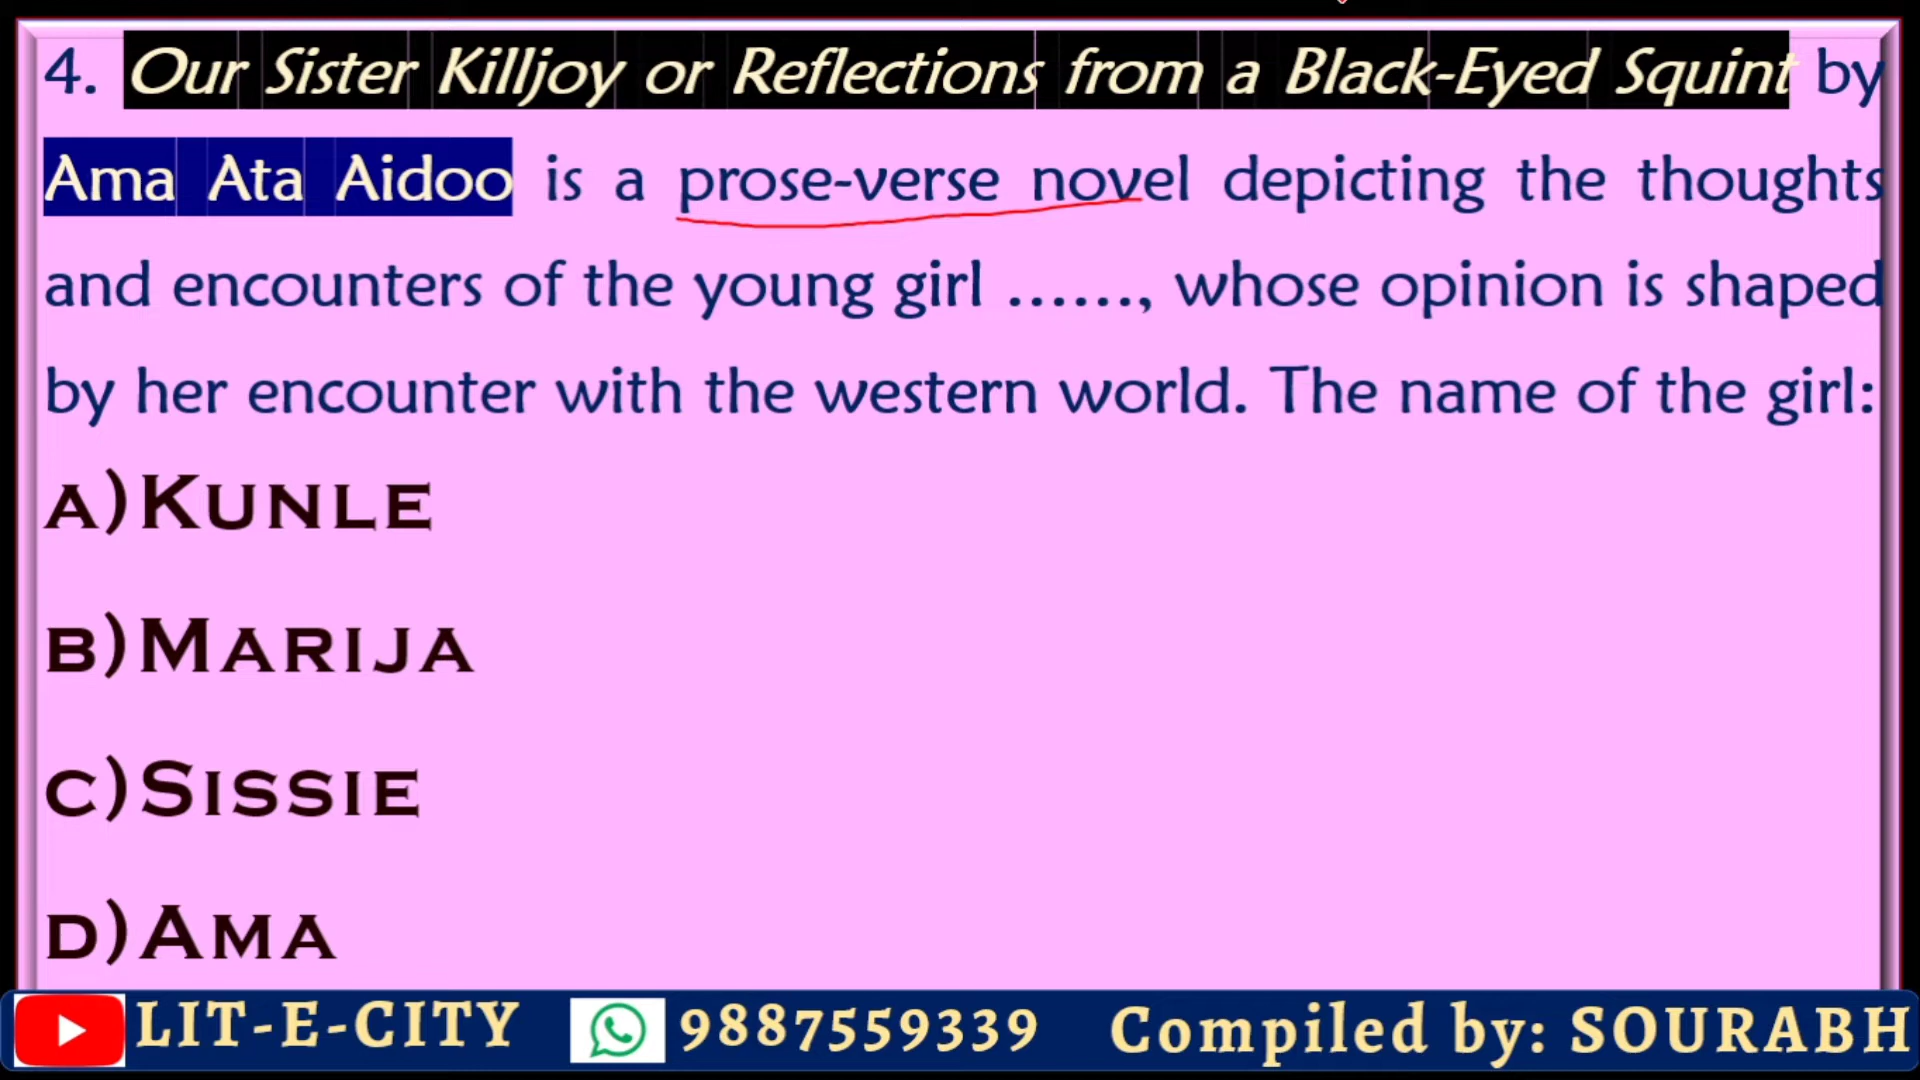 4. Our Sister Killjoy or Reflections from a Black-Eyed Squint by
Ama Ata Aidoo is a prose-verse novel depicting the thoughts
and encounters of the young girl ......, whose opinion is shaped
by her encounter with the western world. The name of the girl:
A) KUNLE
B) MARIJA
C) SISSIE
D) AMA
LIT-E-CITY 9887559339 Compiled by: SOURABH